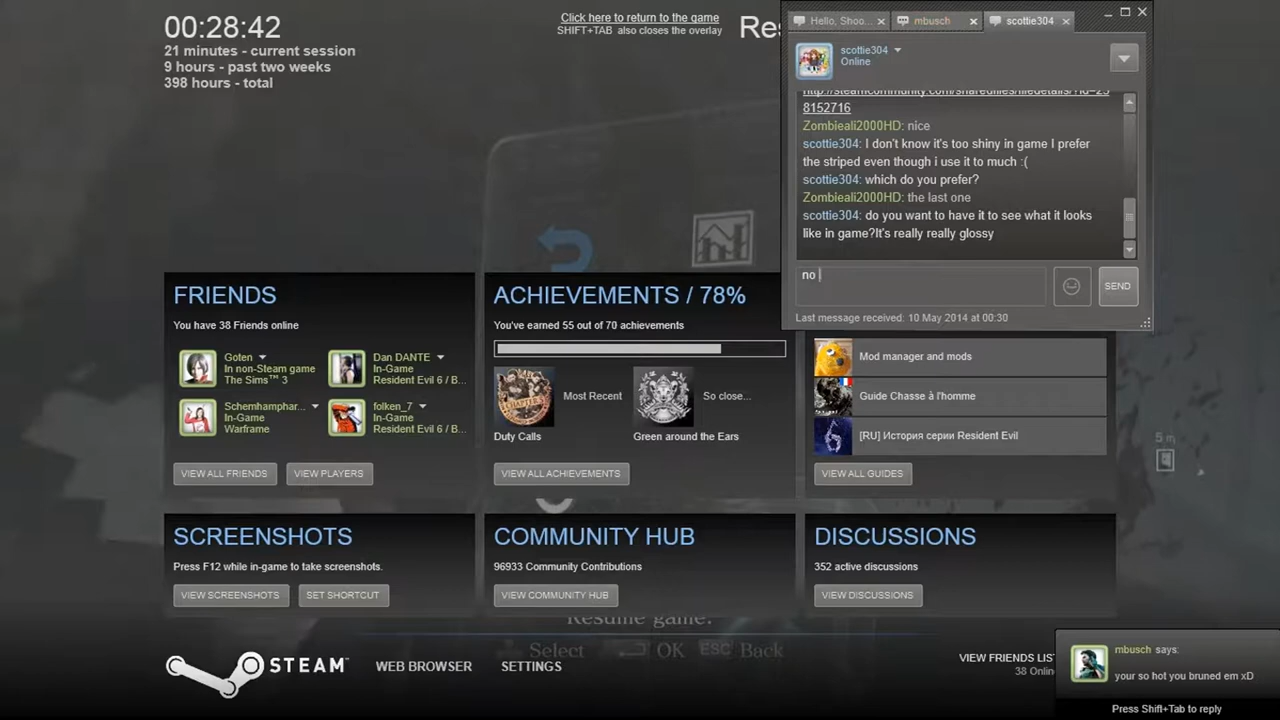 00:28:42
21 minutes - current session
9 hours - past two weeks
398 hours - total
Click here to return to the game
SHIFT+TAB also closes the overlay
Hello, Shoo...
mbusch
scottie304
scottie304
Online
http://steamcommunity.com/sharedfiles/filedetails/?id=25
8152716
Zombieali2000HD: nice
scottie304: I don't know it's too shiny in game I prefer
the striped even though i use it to much :(
scottie304: which do you prefer?
Zombieali2000HD: the last one
scottie304: do you want to have it to see what it looks
like in game?It's really really glossy
no
SEND
Last message received: 10 May 2014 at 00:30
FRIENDS
You have 38 Friends online
Goten
In non-Steam game
The Sims™ 3
Dan DANTE
In-Game
Resident Evil 6 / B...
Schemhamphar...
In-Game
Warframe
folken_7
In-Game
Resident Evil 6 / B...
VIEW ALL FRIENDS
VIEW PLAYERS
ACHIEVEMENTS / 78%
You've earned 55 out of 70 achievements
Most Recent
So close...
Duty Calls
Green around the Ears
VIEW ALL ACHIEVEMENTS
Mod manager and mods
Guide Chasse à l'homme
[RU] История серии Resident Evil
VIEW ALL GUIDES
5 m
SCREENSHOTS
Press F12 while in-game to take screenshots.
VIEW SCREENSHOTS
SET SHORTCUT
COMMUNITY HUB
96933 Community Contributions
VIEW COMMUNITY HUB
DISCUSSIONS
352 active discussions
VIEW DISCUSSIONS
Resume game.
Select
OK
ESC
Back
STEAM™
WEB BROWSER
SETTINGS
VIEW FRIENDS LIST
38 Online
mbusch says:
your so hot you bruned em xD
Press Shift+Tab to reply